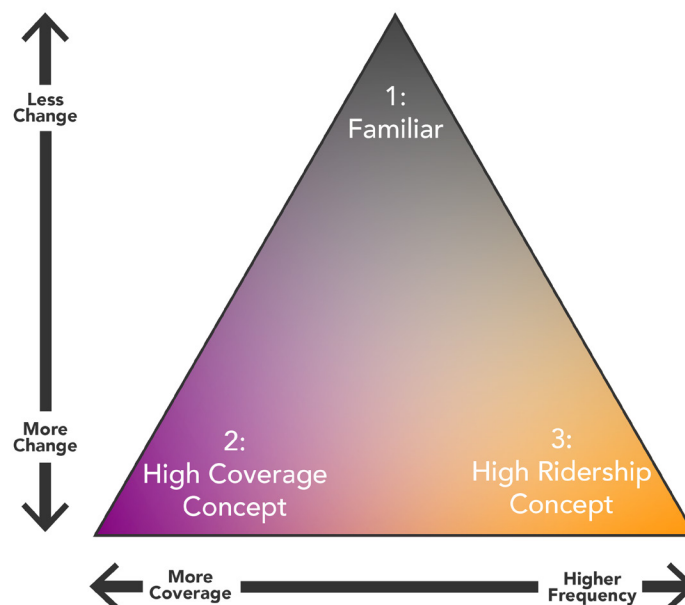 Less
Change
1:
Familiar
More
Change
2:
High Coverage
Concept
3:
High Ridership
Concept
More
Coverage
Higher
Frequency